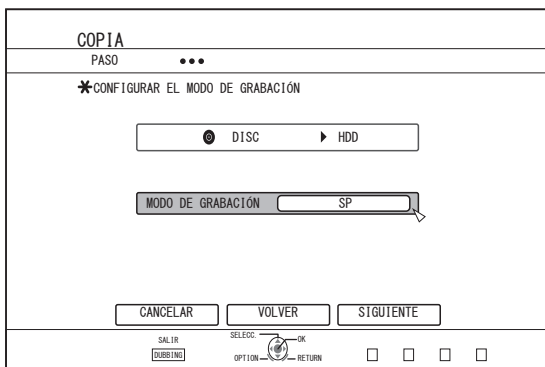 COPIA
PASO
✱CONFIGURAR EL MODO DE GRABACIÓN
DISC ▶ HDD
MODO DE GRABACIÓN SP
CANCELAR VOLVER SIGUIENTE
SALIR SELECC. OK
DUBBING OPTION RETURN